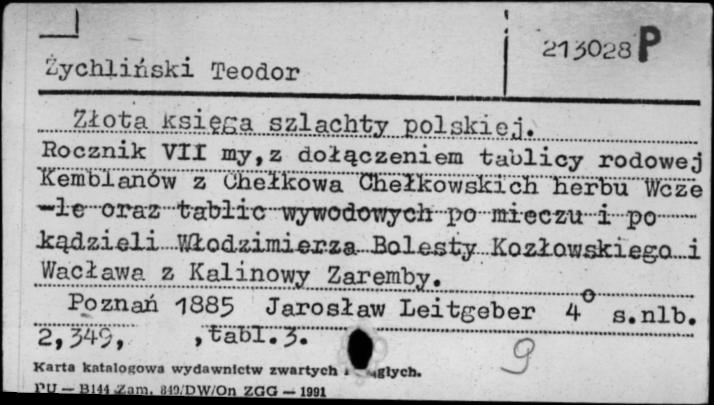 213028 P
Żychliński Teodor
Złota księga szlachty polskiej.
Rocznik VII my,z dołączeniem tablicy rodowej
Kemblanów z Chełkowa Chełkowskich herbu Wcze
-le oraz tablic wywodowych po mieczu i po
kądzieli Włodzimierza Bolesty Kozłowskiego i
Wacława z Kalinowy Zaremby.
Poznań 1885 Jarosław Leitgeber 4° s.nlb.
2,349, ,tabl.3.
9
Karta katalogowa wydawnictw zwartych
PU — B144 Zam. 849/DW/On ZGG — 1991